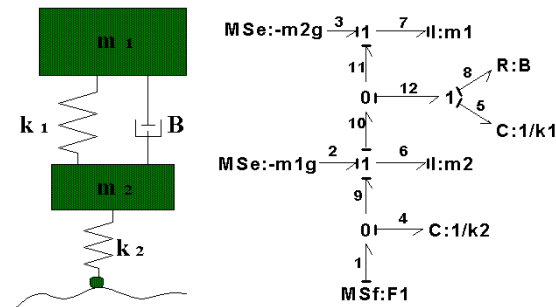 m 1
k 1
B
m 2
k 2
MSe:-m2g 3 1 7 I:m1
11
0 12 1 8 R:B
5 C:1/k1
10
MSe:-m1g 2 1 6 I:m2
9
0 4 C:1/k2
1
MSf:F1